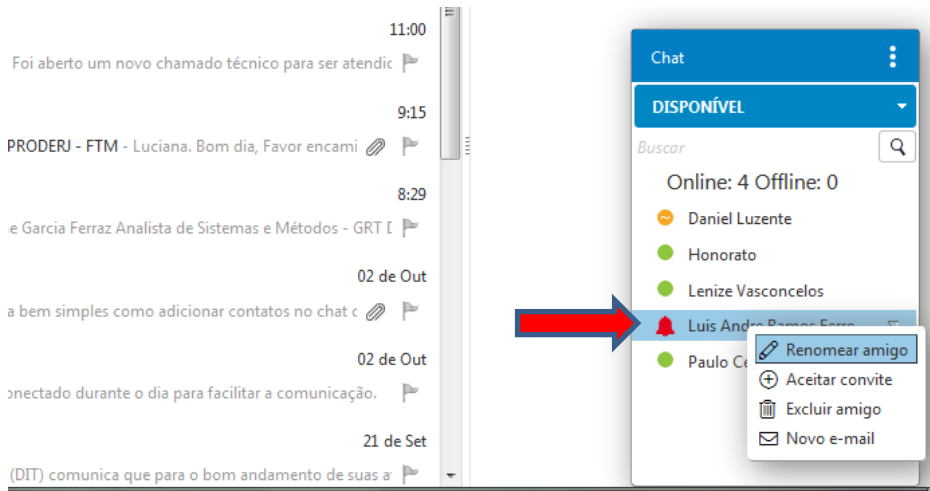 11:00
Foi aberto um novo chamado técnico para ser atendic
9:15
PRODERJ - FTM - Luciana. Bom dia, Favor encami
8:29
e Garcia Ferraz Analista de Sistemas e Métodos - GRT
02 de Out
a bem simples como adicionar contatos no chat c
02 de Out
onectado durante o dia para facilitar a comunicação.
21 de Set
(DIT) comunica que para o bom andamento de suas a
Chat
DISPONÍVEL
Buscar
Online: 4 Offline: 0
Daniel Luzente
Honorato
Lenize Vasconcelos
Luis Andre Ramos Ferre
Paulo Ce
Renomear amigo
Aceitar convite
Excluir amigo
Novo e-mail